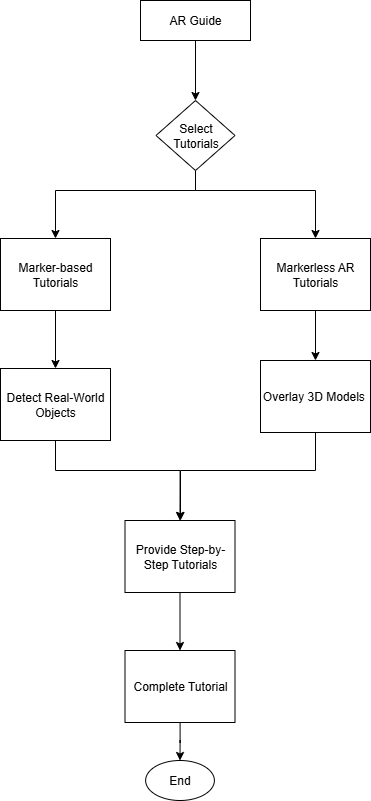 AR Guide
Select
Tutorials
Marker-based
Tutorials
Markerless AR
Tutorials
Detect Real-World
Objects
Overlay 3D Models
Provide Step-by-
Step Tutorials
Complete Tutorial
End